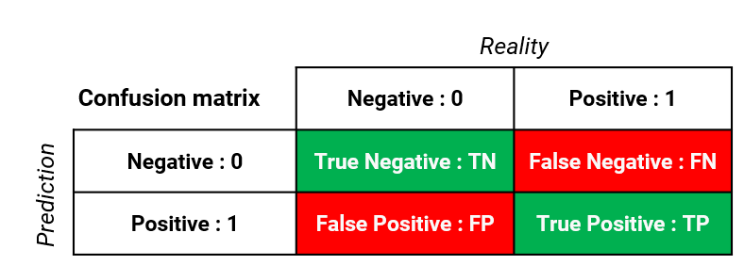 Reality
Confusion matrix Negative : 0 Positive : 1
Prediction
Negative : 0 True Negative : TN False Negative : FN
Positive : 1 False Positive : FP True Positive : TP